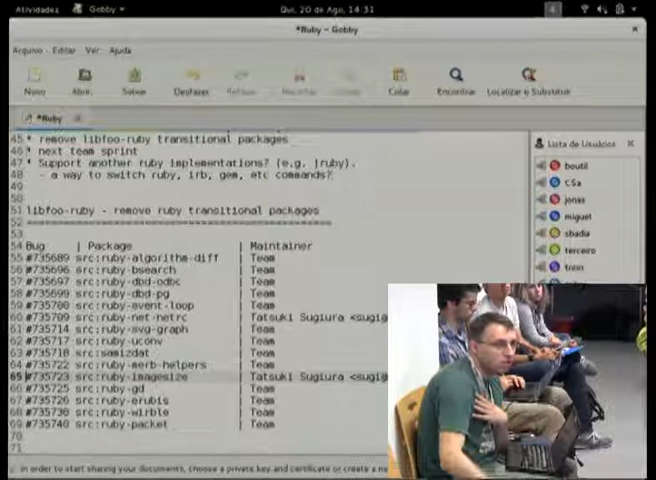 Atividades Gobby Qui, 20 de Ago, 14:31
*Ruby - Gobby
Arquivo Editar Ver Ajuda
Novo Abrir Salvar Desfazer Refazer Colar Encontrar Localizar e Substituir
*Ruby
Lista de Usuários
45 * remove libfoo-ruby transitional packages
46 * next team sprint
47 * Support another ruby implementations? (e.g. jruby).
48 - a way to switch ruby, irb, gem, etc commands?
49
50
51 libfoo-ruby - remove ruby transitional packages
52 ================================================
53
54 Bug | Package | Maintainer
55 #735689 src:ruby-algorithm-diff | Team
56 #735696 src:ruby-bsearch | Team
57 #735697 src:ruby-dbd-odbc | Team
58 #735699 src:ruby-dbd-pg | Team
59 #735700 src:ruby-event-loop | Team
60 #735709 src:ruby-net-netrc | Tatsuki Sugiura <sugi@
61 #735714 src:ruby-svg-graph | Team
62 #735717 src:ruby-uconv | Team
63 #735718 src:samizdat | Team
64 #735722 src:ruby-merb-helpers | Team
65 #735723 src:ruby-imagesize | Tatsuki Sugiura <sugi@
66 #735725 src:ruby-gd | Team
67 #735726 src:ruby-erubis | Team
68 #735730 src:ruby-wirble | Team
69 #735740 src:ruby-packet | Team
70
71
boutil
CSa
jonas
miguel
sbadia
terceiro
In order to start sharing your documents, choose a private key and certificate or create a ne